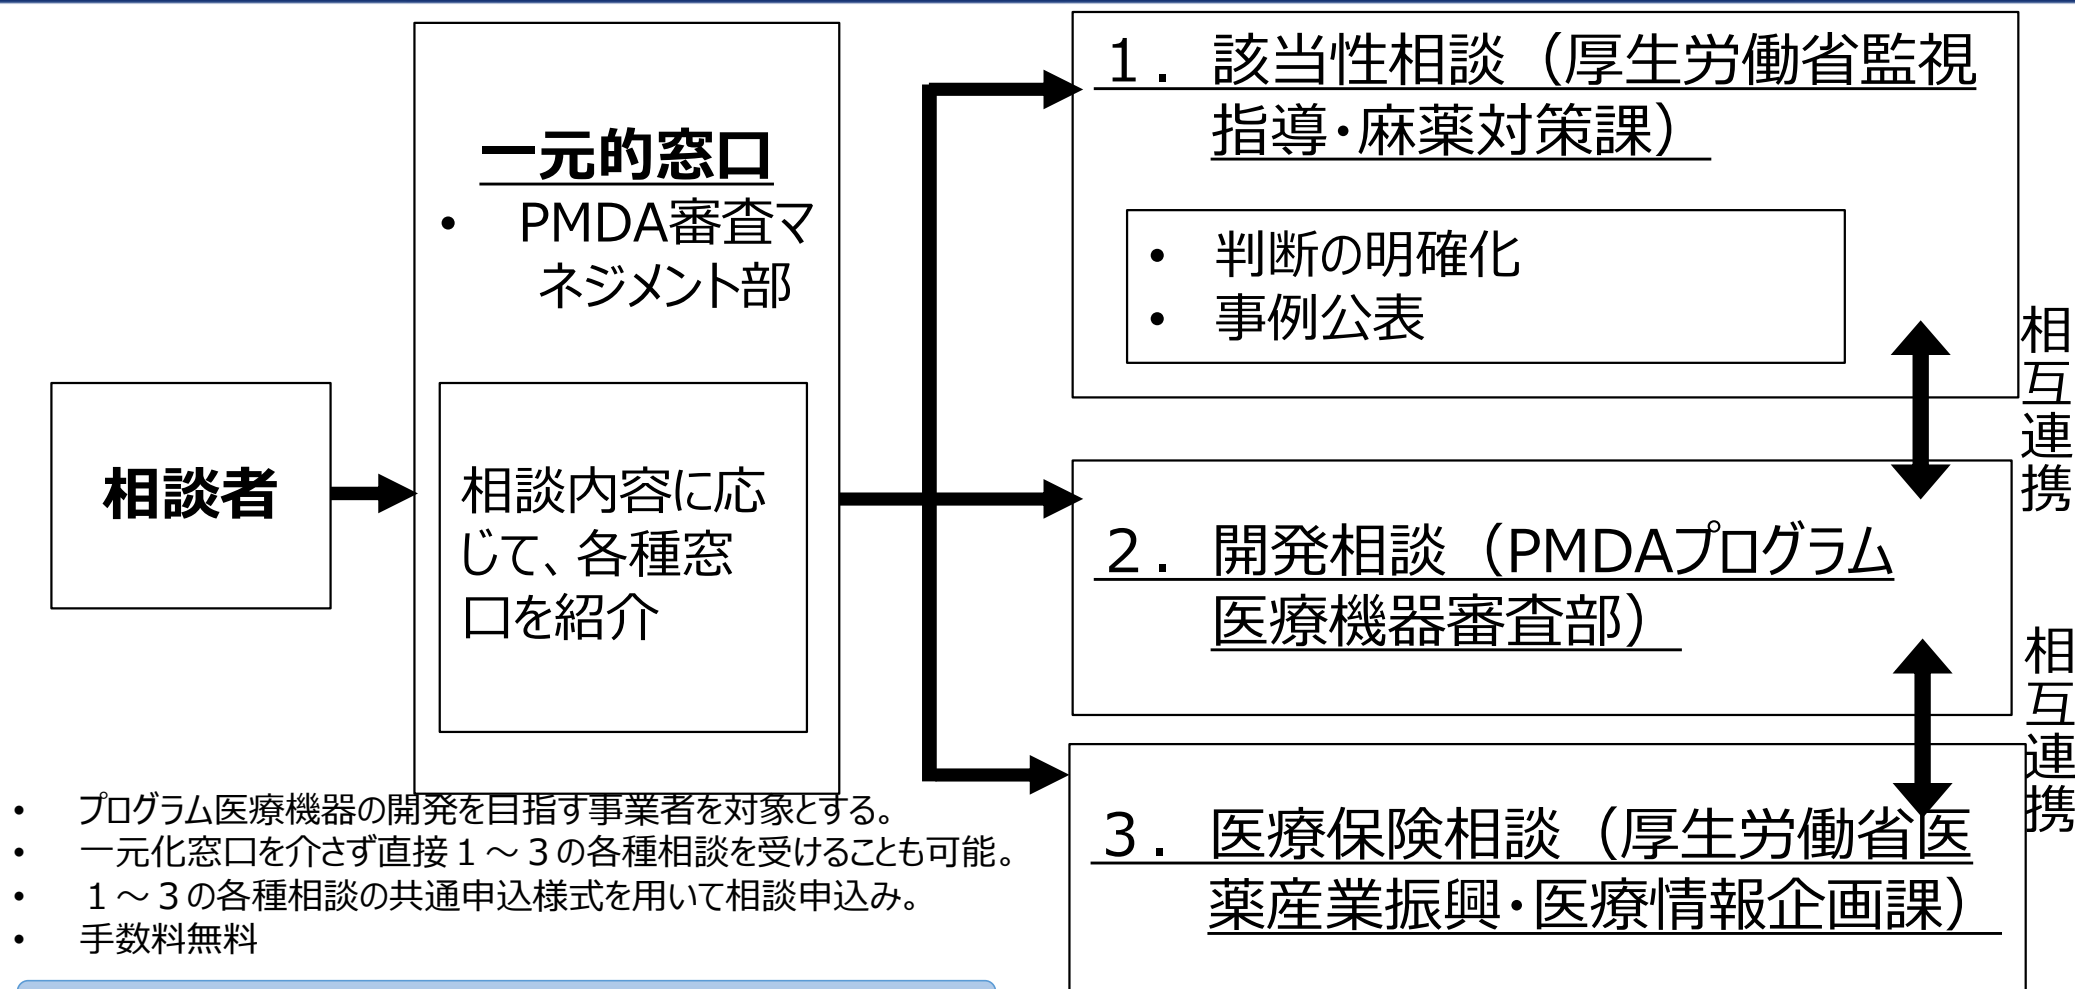 相談者
一元的窓口
• PMDA審査マ
ネジメント部
相談内容に応
じて、各種窓
口を紹介
１．該当性相談（厚生労働省監視
指導・麻薬対策課）
• 判断の明確化
• 事例公表
相互連携
２．開発相談（PMDAプログラム
医療機器審査部）
相互連携
３．医療保険相談（厚生労働省医
薬産業振興・医療情報企画課）
• プログラム医療機器の開発を目指す事業者を対象とする。
• 一元化窓口を介さず直接１～３の各種相談を受けることも可能。
• １～３の各種相談の共通申込様式を用いて相談申込み。
• 手数料無料